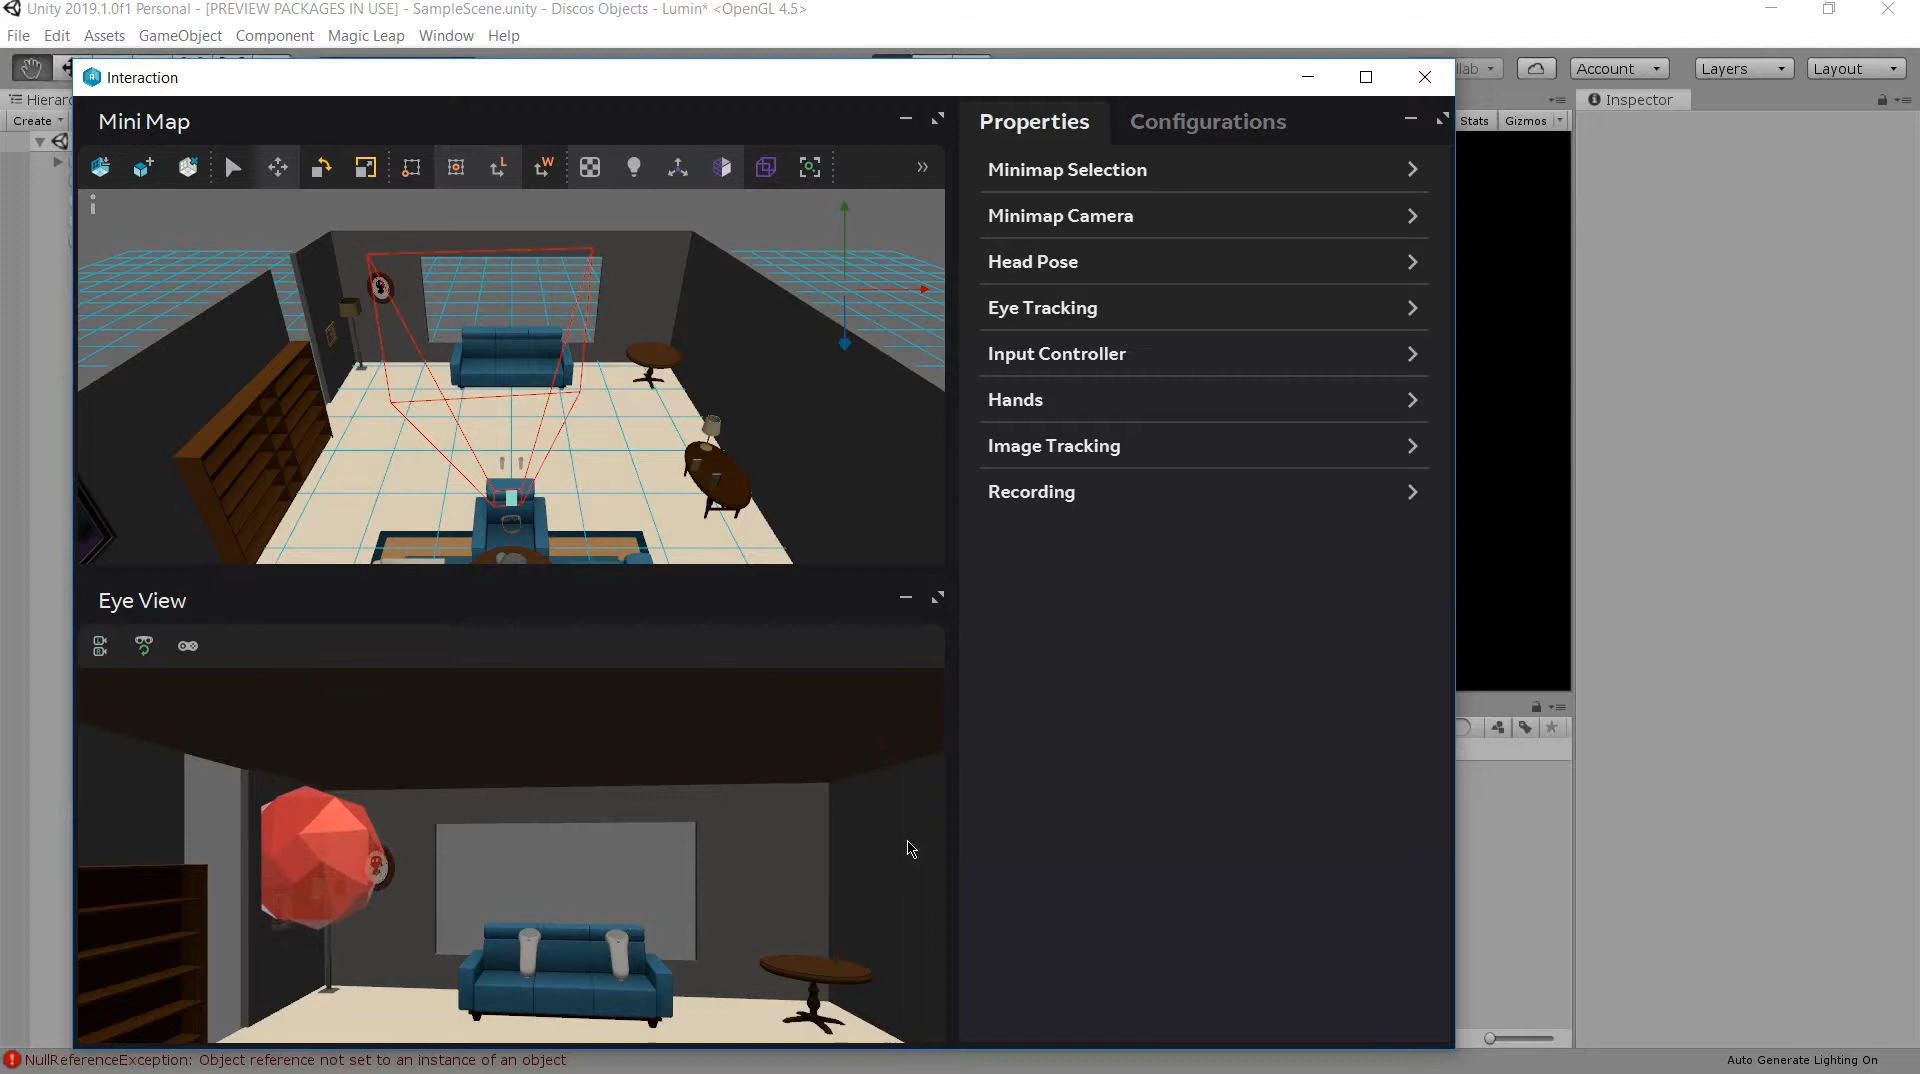 Unity 2019.1.0f1 Personal - [PREVIEW PACKAGES IN USE] - SampleScene.unity - Discos Objects - Lumin* <OpenGL 4.5>
File Edit Assets GameObject Component Magic Leap Window Help
Interaction
lab Account Layers Layout
Hierarc Inspector
Create Stats Gizmos
Mini Map
Properties Configurations
L W
Minimap Selection
Minimap Camera
Head Pose
Eye Tracking
Input Controller
Hands
Image Tracking
Recording
Eye View
NullReferenceException: Object reference not set to an instance of an object
Auto Generate Lighting On